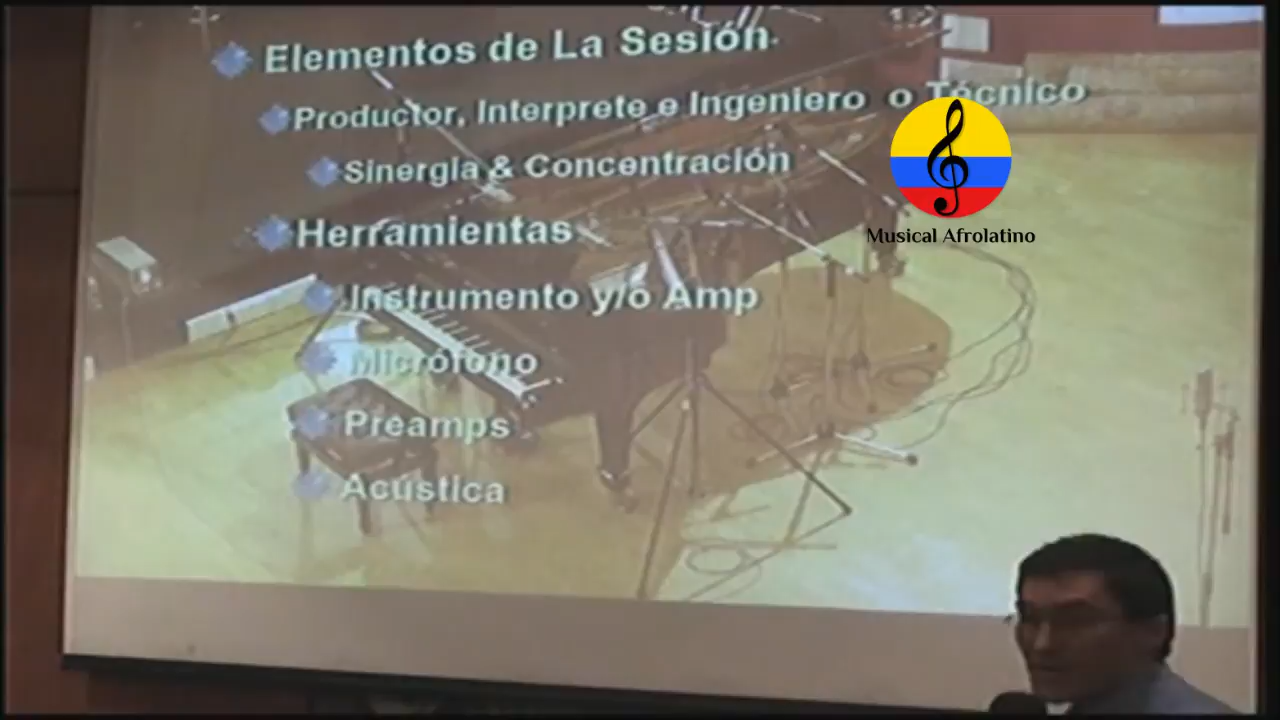 Elementos de La Sesión
Productor, Interprete e Ingeniero o Técnico
Sinergia & Concentración
Musical Afrolatino
Herramientas
Instrumento y/o Amp
Micrófono
Preamps
Acústica